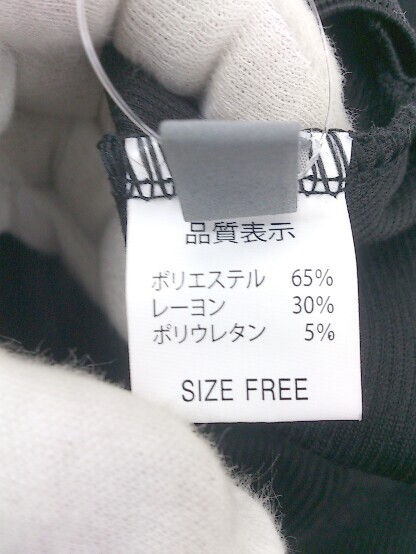 品質表示
ポリエステル 65%
レーヨン 30%
ポリウレタン 5%
SIZE FREE